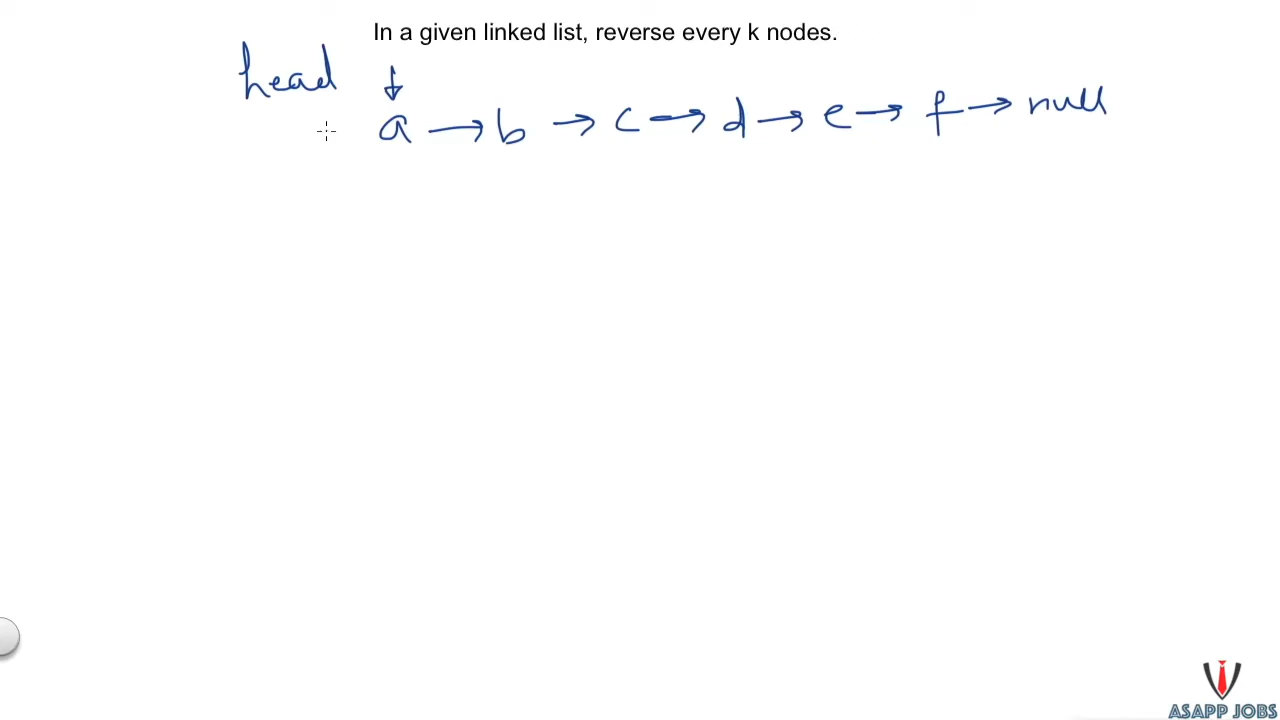 In a given linked list, reverse every k nodes.
head
a → b → c → d → e → f → null
ASAPP JOBS